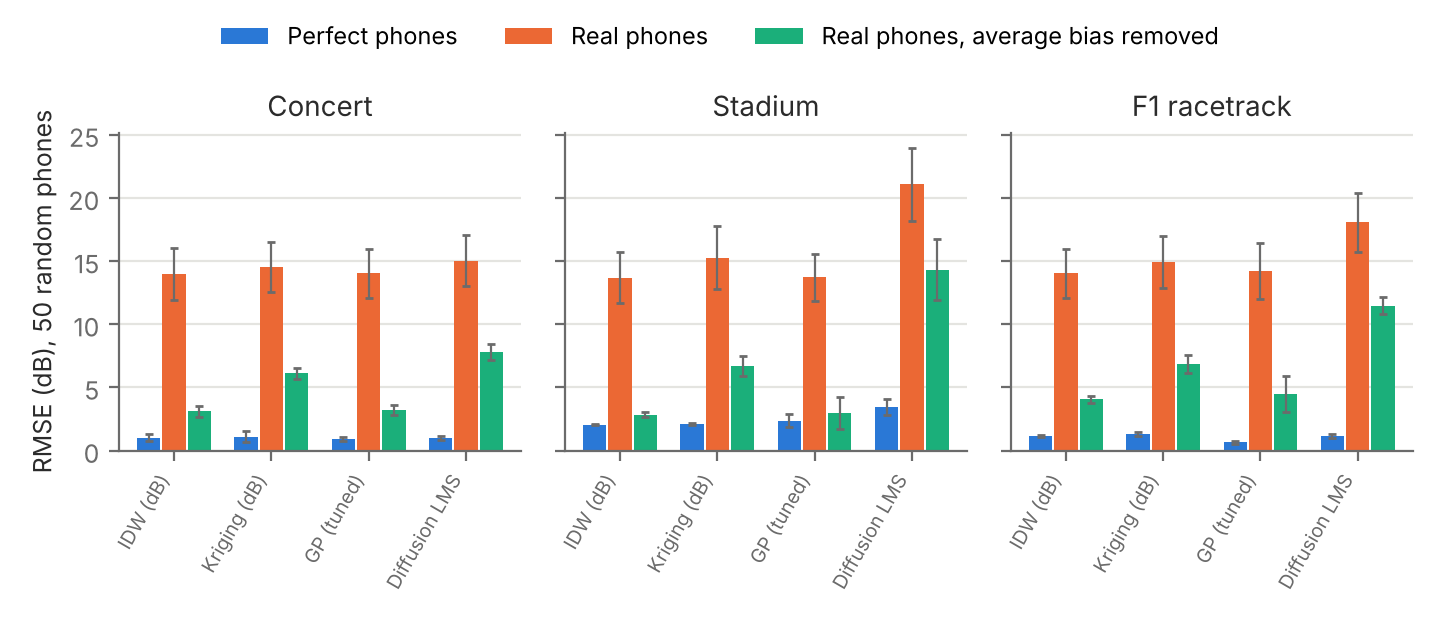 Perfect phones Real phones Real phones, average bias removed
Concert Stadium F1 racetrack
RMSE (dB), 50 random phones
25
20
15
10
5
0
IDW (dB) Kriging (dB) GP (tuned) Diffusion LMS
IDW (dB) Kriging (dB) GP (tuned) Diffusion LMS
IDW (dB) Kriging (dB) GP (tuned) Diffusion LMS